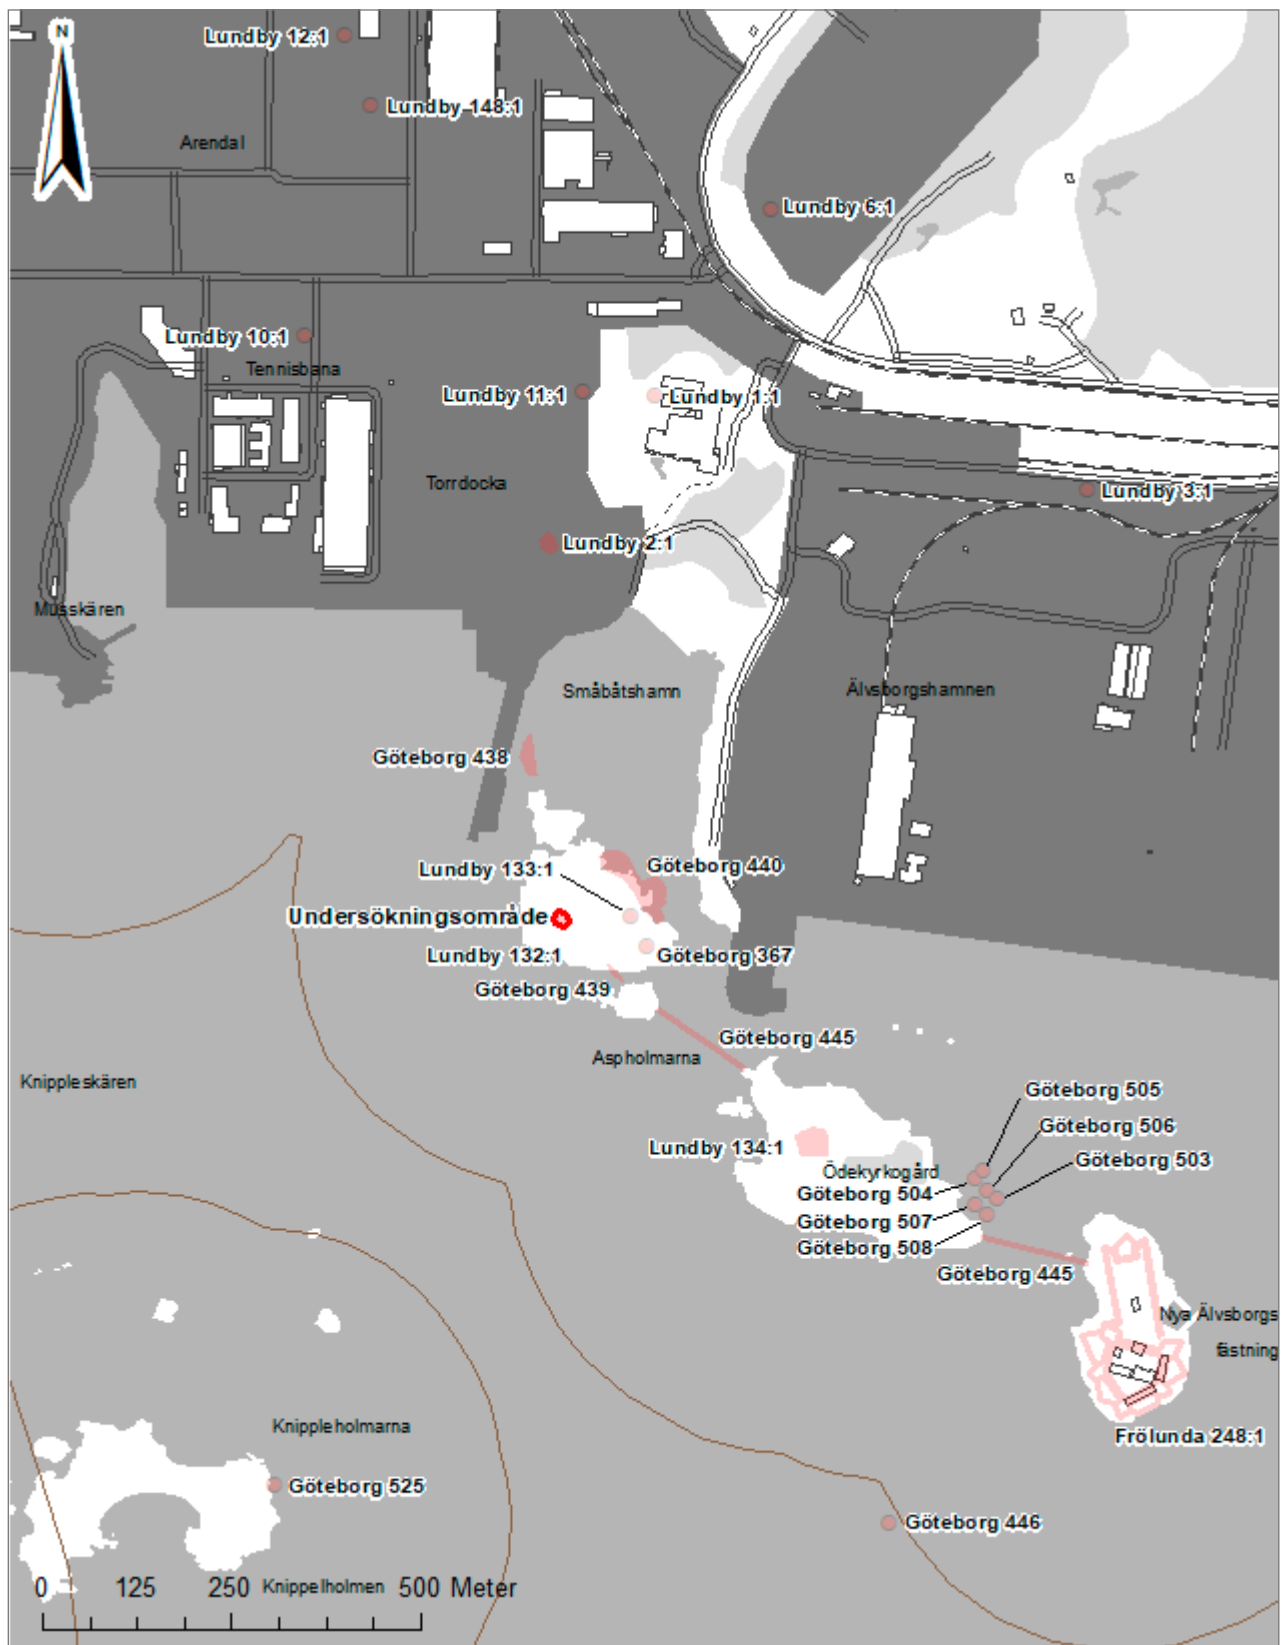 N
Lundby 12:1
Lundby 148:1
Arendal
Lundby 6:1
Lundby 10:1
Tennisbana
Lundby 11:1
Lundby 1:1
Torrdocka
Lundby 3:1
Lundby 2:1
Musskären
Småbåtshamn
Älvsborgshamnen
Göteborg 438
Göteborg 440
Lundby 133:1
Undersökningsområde
Lundby 132:1
Göteborg 367
Göteborg 439
Göteborg 445
Aspholmarna
Knippleskären
Göteborg 505
Göteborg 506
Lundby 134:1
Göteborg 503
Ödekyrkogård
Göteborg 504
Göteborg 507
Göteborg 508
Göteborg 445
Nya Älvsborgs
fästning
Knippleholmarna
Frölunda 248:1
Göteborg 525
Göteborg 446
0 125 250 Knippelholmen 500 Meter